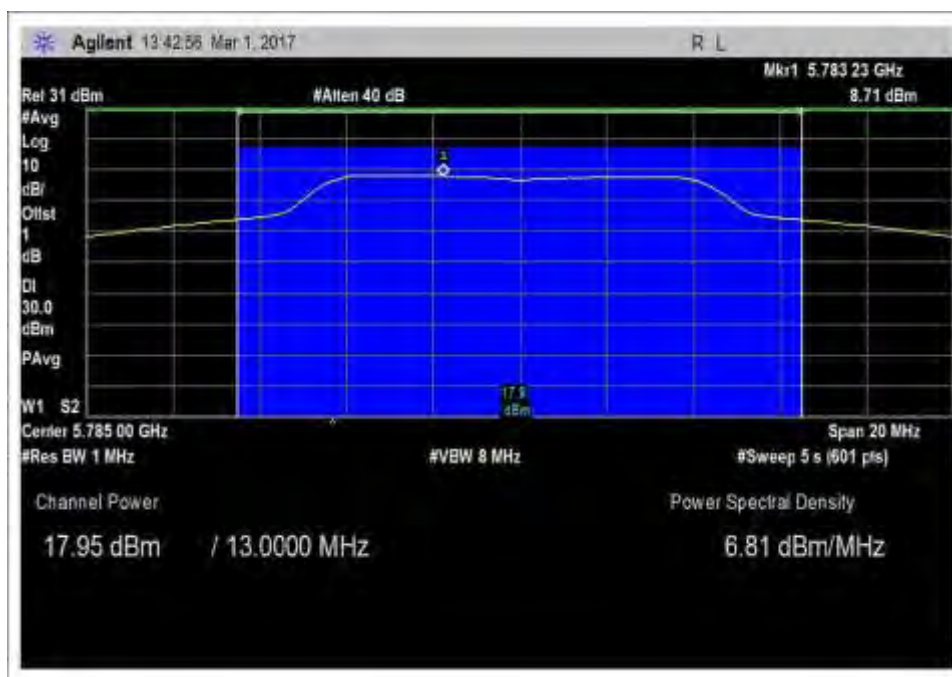 Agilent 13:42:56 Mar 1, 2017 R L
Mkr1 5.783 23 GHz
Ref 31 dBm #Atten 40 dB 8.71 dBm
#Avg
Log
10
dB/
Offst
1
dB
DI
30.0
dBm
PAvg
W1 S2
1
17.9
dBm
Center 5.785 00 GHz Span 20 MHz
#Res BW 1 MHz #VBW 8 MHz #Sweep 5 s (601 pts)
Channel Power Power Spectral Density
17.95 dBm / 13.0000 MHz 6.81 dBm/MHz